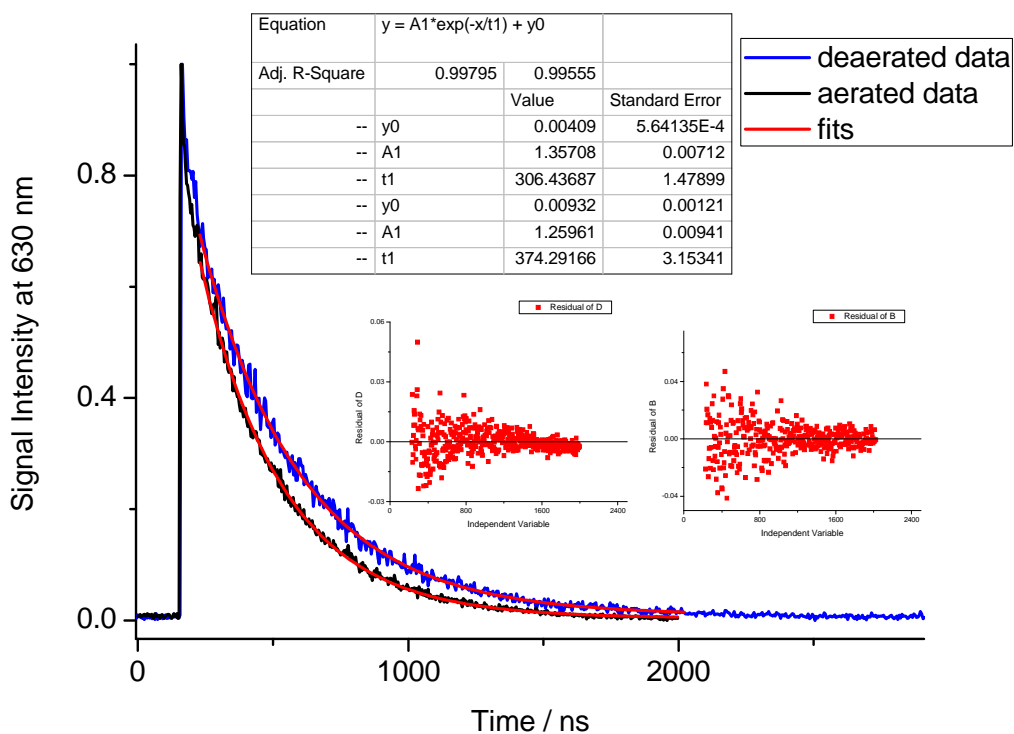 Equation y = A1*exp(-x/t1) + y0
Adj. R-Square 0.99795 0.99555
Value Standard Error
-- y0 0.00409 5.64135E-4
-- A1 1.35708 0.00712
-- t1 306.43687 1.47899
-- y0 0.00932 0.00121
-- A1 1.25961 0.00941
-- t1 374.29166 3.15341
deaerated data
aerated data
fits
Signal Intensity at 630 nm
0.8
0.4
0.0
0 1000 2000
Time / ns
Residual of D
Residual of D
0.06
0.03
0.00
-0.03
0 800 1600 2400
Independent Variable
Residual of B
Residual of B
0.04
0.00
-0.04
0 800 1600 2400
Independent Variable